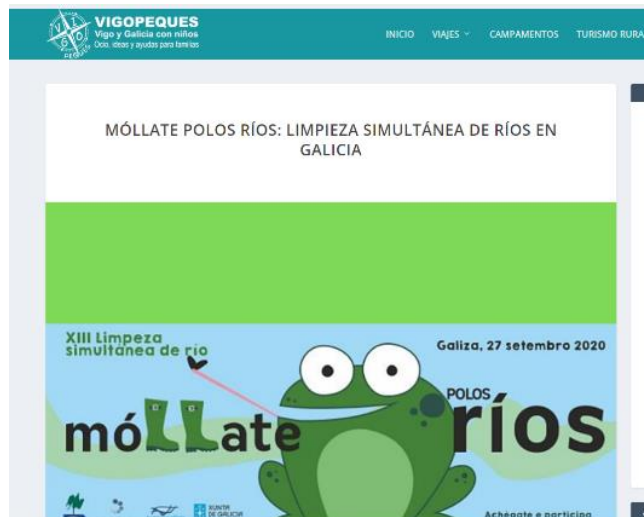 VIGOPEQUES
Vigo y Galicia con niños
Ocio, ideas y ayudas para familias
INICIO VIAJES CAMPAMENTOS TURISMO RURA
MÓLLATE POLOS RÍOS: LIMPIEZA SIMULTÁNEA DE RÍOS EN
GALICIA
XIII Limpeza
simultánea de río
Galiza, 27 setembro 2020
móLLate
POLOS
ríos
XUNTA
DE GALICIA
Achégate e participa